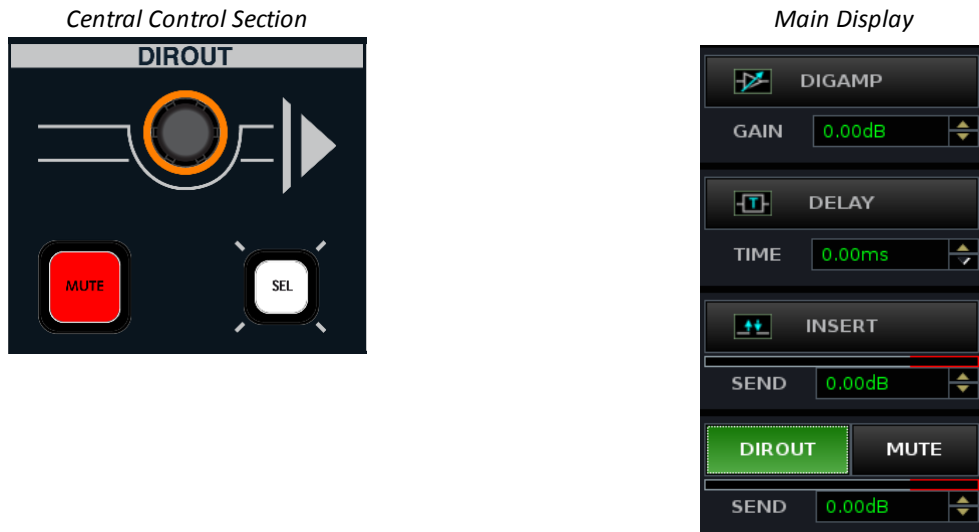 Central Control Section
DIROUT
MUTE
SEL
Main Display
DIGAMP
GAIN 0.00dB
T DELAY
TIME 0.00ms
INSERT
SEND 0.00dB
DIROUT MUTE
SEND 0.00dB